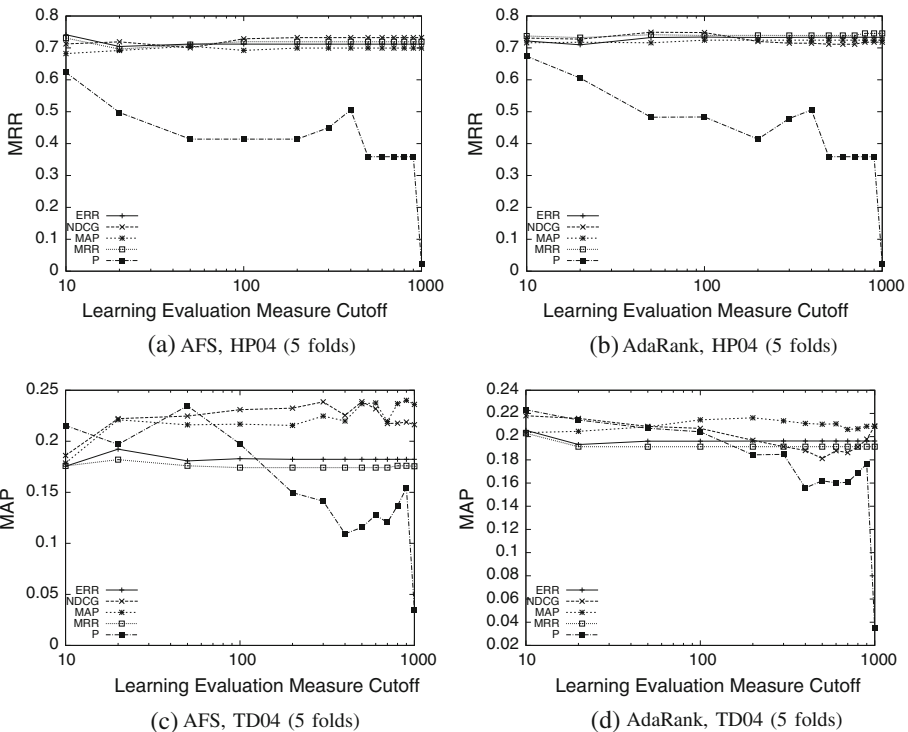 0.8
0.7
0.6
0.5
0.4
0.3
0.2
0.1
0
MRR
ERR
NDCG
MAP
MRR
P
10 100 1000
Learning Evaluation Measure Cutoff
(a) AFS, HP04 (5 folds)
0.8
0.7
0.6
0.5
0.4
0.3
0.2
0.1
0
MRR
ERR
NDCG
MAP
MRR
P
10 100 1000
Learning Evaluation Measure Cutoff
(b) AdaRank, HP04 (5 folds)
0.25
0.2
0.15
0.1
0.05
0
MAP
ERR
NDCG
MAP
MRR
P
10 100 1000
Learning Evaluation Measure Cutoff
(c) AFS, TD04 (5 folds)
0.24
0.22
0.2
0.18
0.16
0.14
0.12
0.1
0.08
0.06
0.04
0.02
MAP
ERR
NDCG
MAP
MRR
P
10 100 1000
Learning Evaluation Measure Cutoff
(d) AdaRank, TD04 (5 folds)